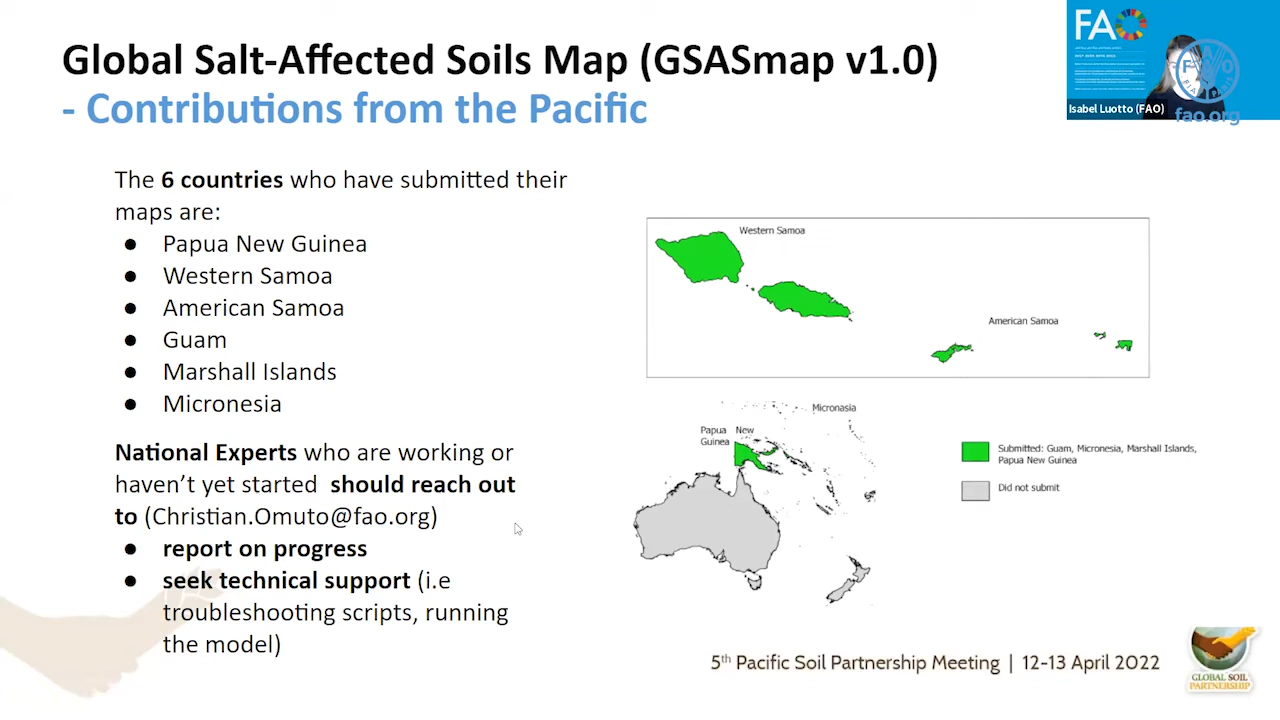 Global Salt-Affected Soils Map (GSASmap v1.0)
- Contributions from the Pacific
FAO
Isabel Luotto (FAO)
FAO
FIAT PANIS
fao.org
The 6 countries who have submitted their
maps are:
● Papua New Guinea
● Western Samoa
● American Samoa
● Guam
● Marshall Islands
● Micronesia
National Experts who are working or
haven't yet started should reach out
to (Christian.Omuto@fao.org)
● report on progress
● seek technical support (i.e
troubleshooting scripts, running
the model)
Western Samoa
American Samoa
Micronasia
Papua New
Guinea
Submitted: Guam, Micronesia, Marshall Islands,
Papua New Guinea
Did not submit
5th Pacific Soil Partnership Meeting | 12-13 April 2022
GLOBAL SOIL
PARTNERSHIP